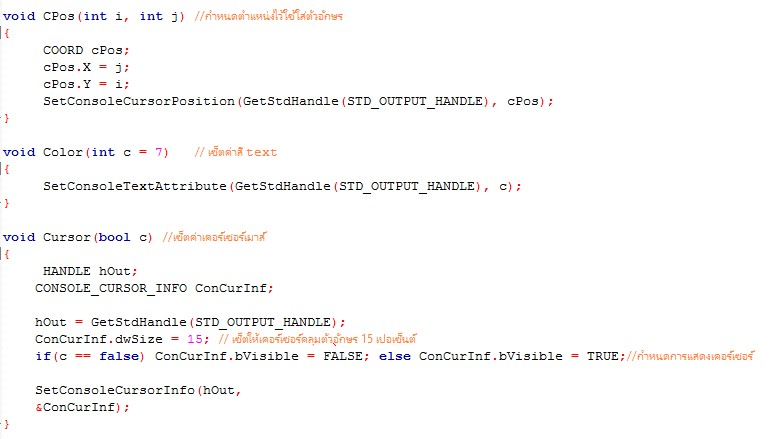 void CPos(int i, int j) //กำหนดตำแหน่งไว้ใช้ใส่ตัวอักษร
{
COORD cPos;
cPos.X = j;
cPos.Y = i;
SetConsoleCursorPosition(GetStdHandle(STD_OUTPUT_HANDLE), cPos);
}
void Color(int c = 7) // เซ็ตค่าสี text
{
SetConsoleTextAttribute(GetStdHandle(STD_OUTPUT_HANDLE), c);
}
void Cursor(bool c) //เซ็ตค่าเคอร์เซอร์เมาส์
{
HANDLE hOut;
CONSOLE_CURSOR_INFO ConCurInf;
hOut = GetStdHandle(STD_OUTPUT_HANDLE);
ConCurInf.dwSize = 15; // เซ็ตให้เคอร์เซอร์คลุมตัวอักษร 15 เปอเซ็นต์
if(c == false) ConCurInf.bVisible = FALSE; else ConCurInf.bVisible = TRUE;//กำหนดการแสดงเคอร์เซอร์
SetConsoleCursorInfo(hOut,
&ConCurInf);
}